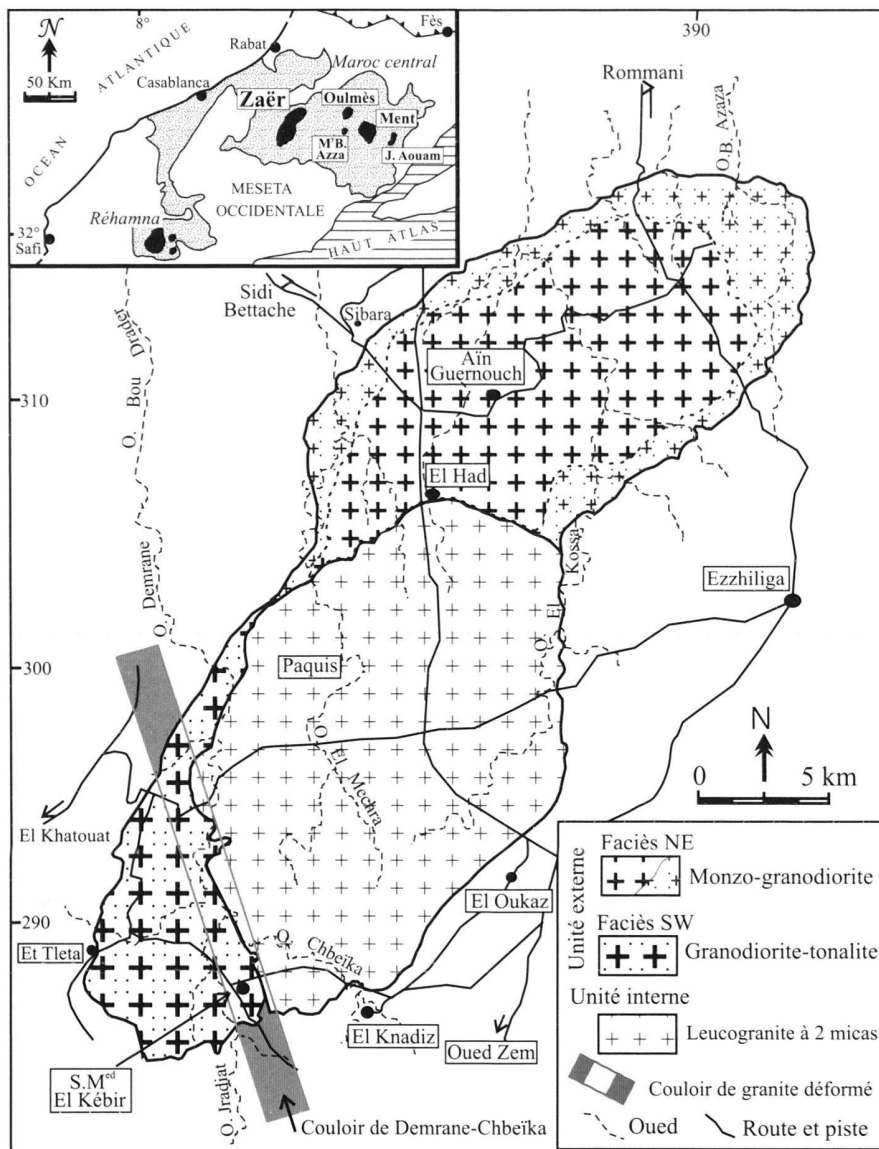 N
8°
Fès
50 Km
ATLANTIQUE
Rabat
Maroc central
Casablanca
Zaër
Oulmès
Ment
M^t B.
Azza
J. Aouam
OCEAN
MESETA
OCCIDENTALE
Réhamna
32°
Safi
HAUT ATLAS
390
Rommani
O.B. Azaza
Sidi
Bettache
Sibara
O. Bou Drader
Aïn
Guernouch
310
El Had
O. El Kossa
Ezzhiliga
O. Demrane
300
Paquis
O. El Mechra
N
0 5 km
El Khatouat
El Oukaz
290
Et Tleta
O. Chbeïka
El Knadiz
Oued Zem
S.M^ed
El Kébir
O. Jradjat
Couloir de Demrane-Chbeïka
Unité externe
Faciès NE
Monzo-granodiorite
Faciès SW
Granodiorite-tonalite
Unité interne
Leucogranite à 2 micas
Couloir de granite déformé
Oued
Route et piste